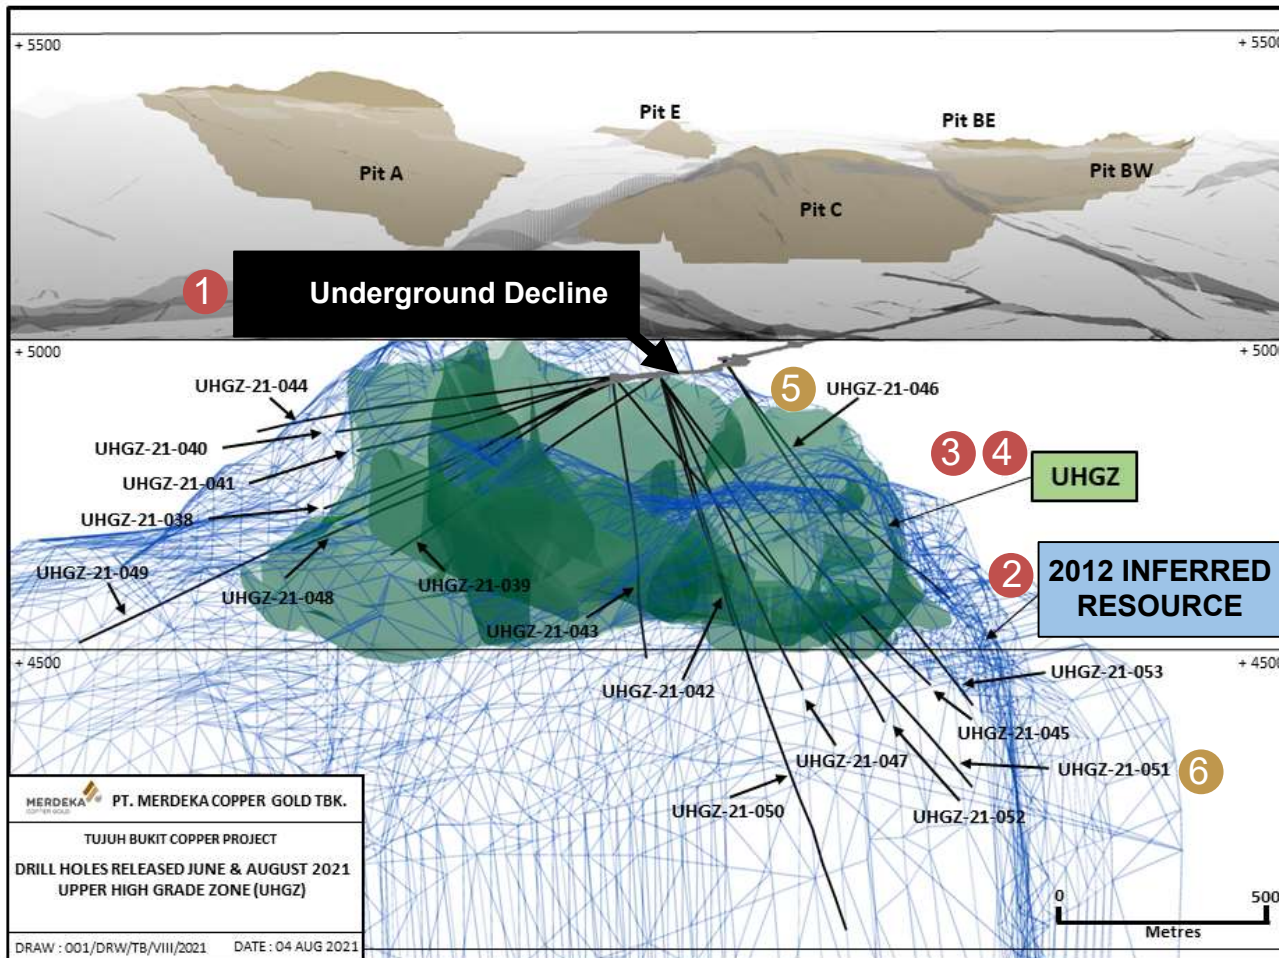 + 5500
+ 5500
Pit E
Pit BE
Pit A
Pit BW
Pit C
1
Underground Decline
+ 5000
+ 5000
UHGZ-21-044
5
UHGZ-21-046
UHGZ-21-040
3 4
UHGZ
UHGZ-21-041
UHGZ-21-038
UHGZ-21-049
UHGZ-21-048
UHGZ-21-039
2
2012 INFERRED
RESOURCE
UHGZ-21-043
+ 4500
+ 4500
UHGZ-21-042
UHGZ-21-053
UHGZ-21-045
UHGZ-21-047
UHGZ-21-051
6
UHGZ-21-050
UHGZ-21-052
MERDEKA
COPPER GOLD
PT. MERDEKA COPPER GOLD TBK.
TUJUH BUKIT COPPER PROJECT
DRILL HOLES RELEASED JUNE & AUGUST 2021
UPPER HIGH GRADE ZONE (UHGZ)
DRAW : 001/DRW/TB/VIII/2021 DATE : 04 AUG 2021
0 500
Metres